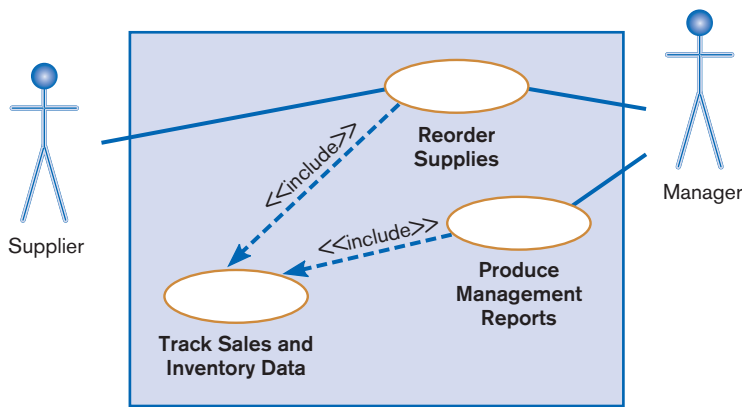 Reorder
Supplies
<<include>>
Manager
Supplier
<<include>>
Produce
Management
Reports
Track Sales and
Inventory Data